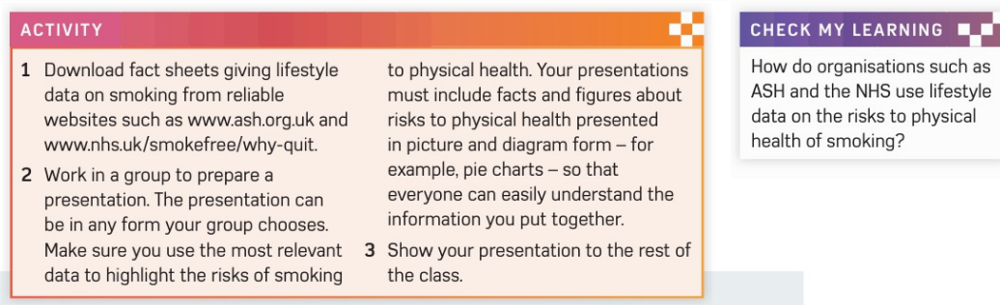 ACTIVITY
1 Download fact sheets giving lifestyle
data on smoking from reliable
websites such as www.ash.org.uk and
www.nhs.uk/smokefree/why-quit.
2 Work in a group to prepare a
presentation. The presentation can
be in any form your group chooses.
Make sure you use the most relevant
data to highlight the risks of smoking
to physical health. Your presentations
must include facts and figures about
risks to physical health presented
in picture and diagram form – for
example, pie charts – so that
everyone can easily understand the
information you put together.
3 Show your presentation to the rest of
the class.
CHECK MY LEARNING
How do organisations such as
ASH and the NHS use lifestyle
data on the risks to physical
health of smoking?